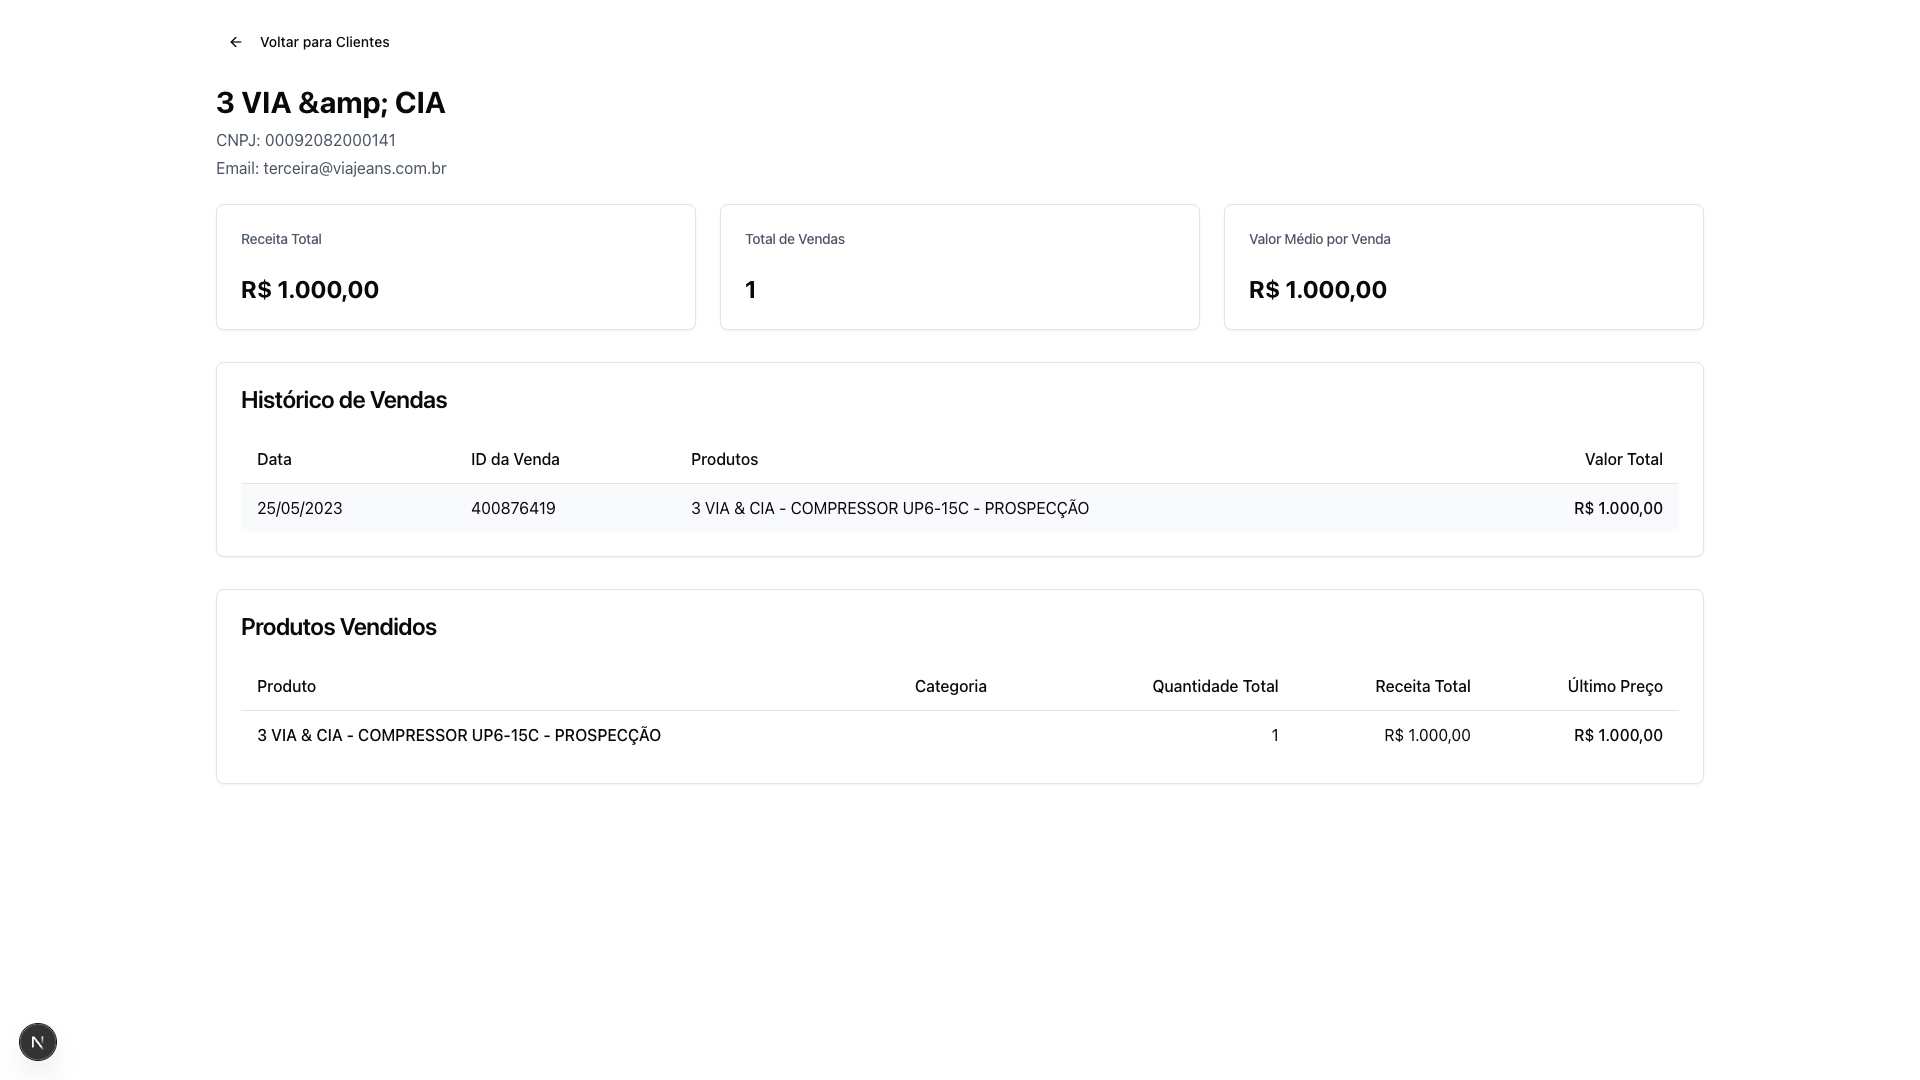 Voltar para Clientes
3 VIA &amp;amp; CIA
CNPJ: 00092082000141
Email: terceira@viajeans.com.br
Receita Total
R$ 1.000,00
Total de Vendas
1
Valor Médio por Venda
R$ 1.000,00
Histórico de Vendas
Data ID da Venda Produtos Valor Total
25/05/2023 400876419 3 VIA & CIA - COMPRESSOR UP6-15C - PROSPECÇÃO R$ 1.000,00
Produtos Vendidos
Produto Categoria Quantidade Total Receita Total Último Preço
3 VIA & CIA - COMPRESSOR UP6-15C - PROSPECÇÃO 1 R$ 1.000,00 R$ 1.000,00
N